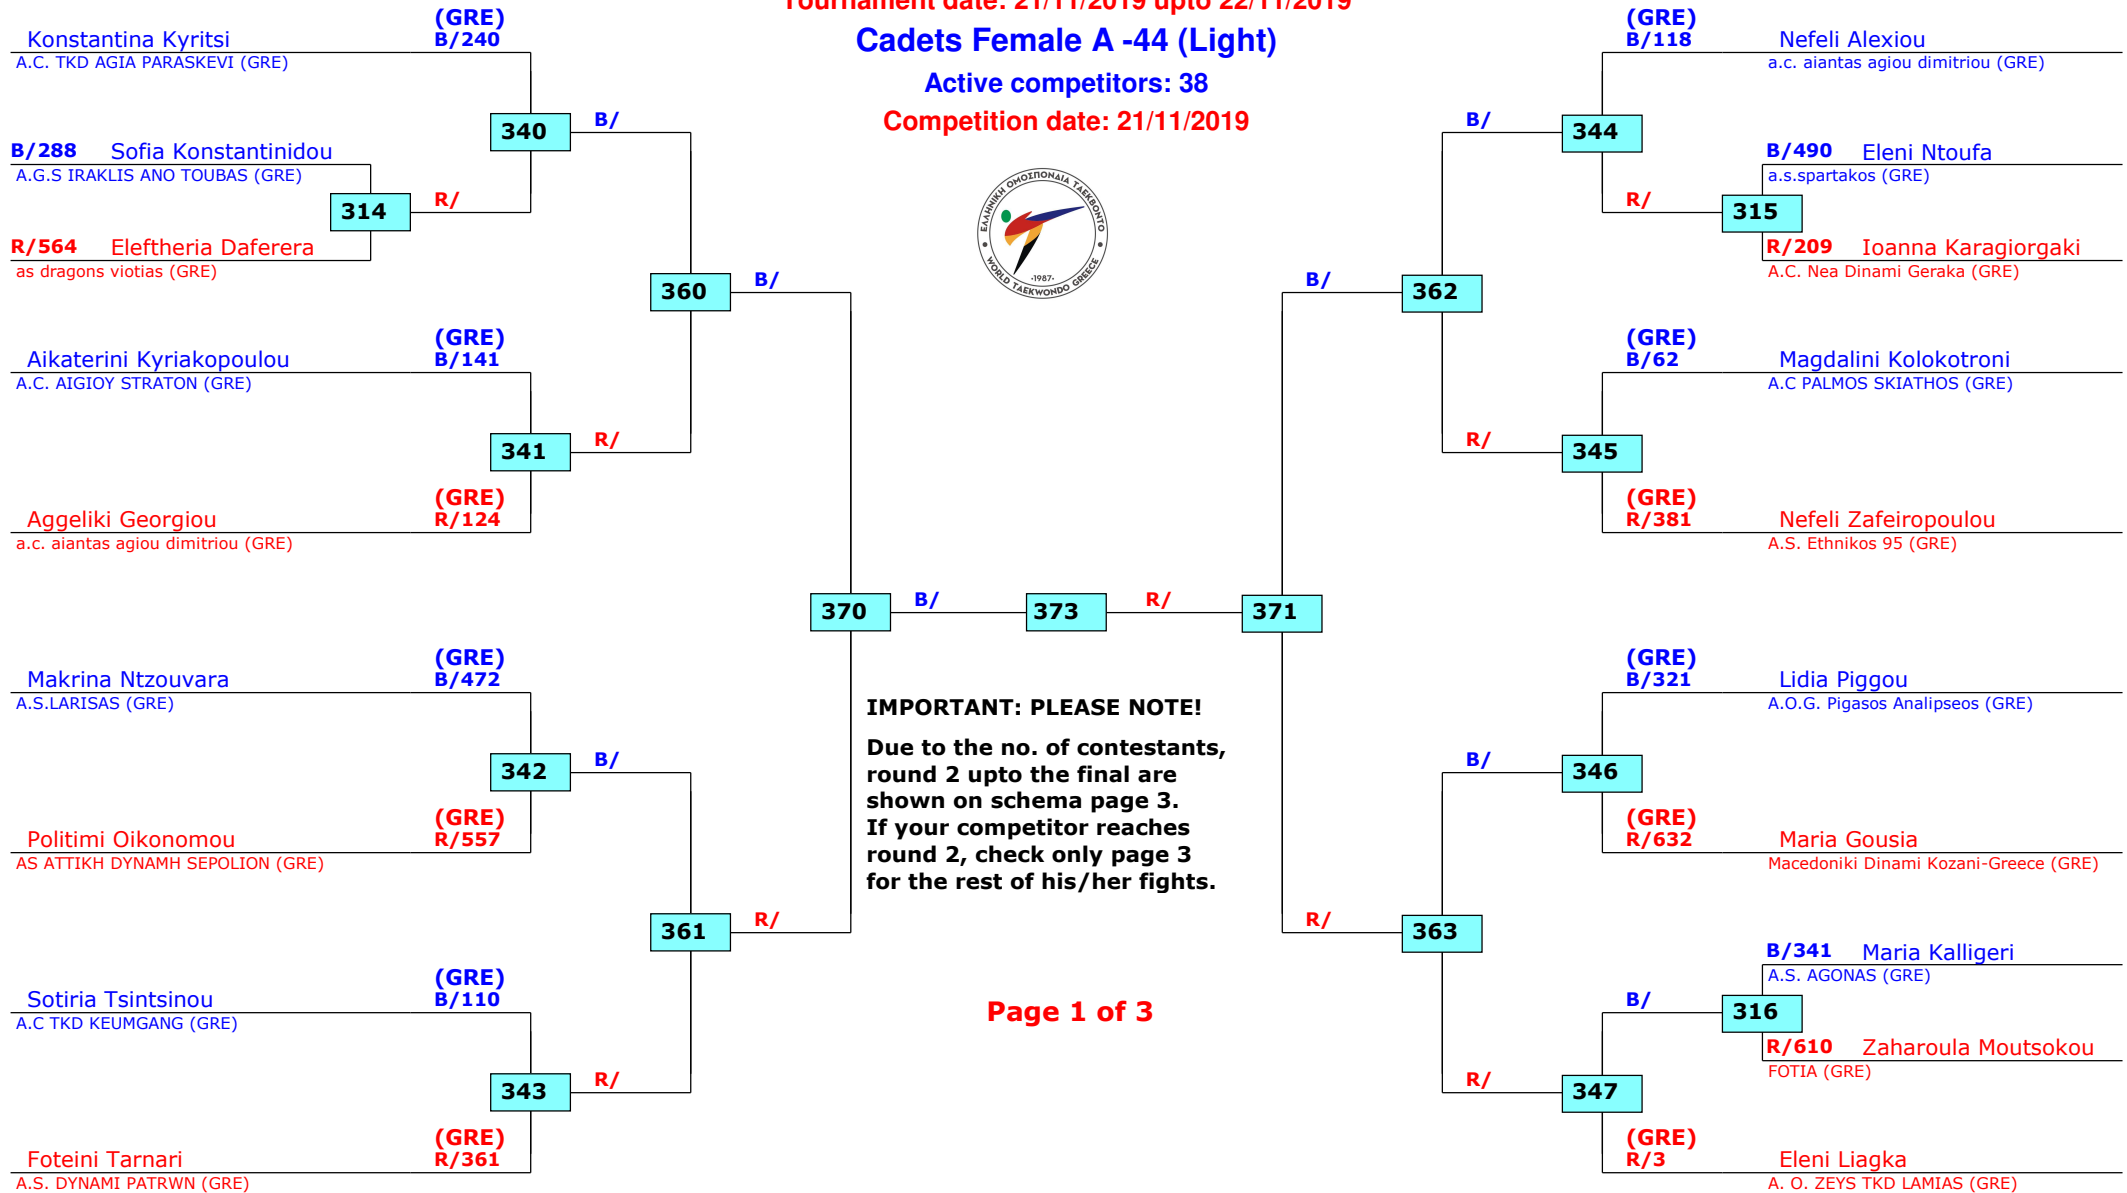 Tournament date: 21/11/2019 upto 22/11/2019
Cadets Female A -44 (Light)
Active competitors: 38
Competition date: 21/11/2019
ΕΛΛΗΝΙΚΗ ΟΜΟΣΠΟΝΔΙΑ ΤΑΕΚΒΟΝΤΟ
·1987·
WORLD TAEKWONDO GREECE
(GRE)
Konstantina Kyritsi B/240
A.C. TKD AGIA PARASKEVI (GRE)
340 B/
B/288 Sofia Konstantinidou
A.G.S IRAKLIS ANO TOUBAS (GRE)
314 R/
R/564 Eleftheria Daferera
as dragons viotias (GRE)
360 B/
(GRE)
Aikaterini Kyriakopoulou B/141
A.C. AIGIOY STRATON (GRE)
341 R/
(GRE)
Aggeliki Georgiou R/124
a.c. aiantas agiou dimitriou (GRE)
370 B/
373
R/ 371
(GRE)
Makrina Ntzouvara B/472
A.S.LARISAS (GRE)
342 B/
(GRE)
Politimi Oikonomou R/557
AS ATTIKH DYNAMH SEPOLION (GRE)
361 R/
(GRE)
Sotiria Tsintsinou B/110
A.C TKD KEUMGANG (GRE)
343 R/
(GRE)
Foteini Tarnari R/361
A.S. DYNAMI PATRWN (GRE)
IMPORTANT: PLEASE NOTE!
Due to the no. of contestants,
round 2 upto the final are
shown on schema page 3.
If your competitor reaches
round 2, check only page 3
for the rest of his/her fights.
Page 1 of 3
(GRE)
B/118 Nefeli Alexiou
a.c. aiantas agiou dimitriou (GRE)
B/ 344
B/490 Eleni Ntoufa
a.s.spartakos (GRE)
R/ 315
R/209 Ioanna Karagiorgaki
A.C. Nea Dinami Geraka (GRE)
B/ 362
(GRE)
B/62 Magdalini Kolokotroni
A.C PALMOS SKIATHOS (GRE)
R/ 345
(GRE)
R/381 Nefeli Zafeiropoulou
A.S. Ethnikos 95 (GRE)
(GRE)
B/321 Lidia Piggou
A.O.G. Pigasos Analipseos (GRE)
B/ 346
(GRE)
R/632 Maria Gousia
Macedoniki Dinami Kozani-Greece (GRE)
R/ 363
B/341 Maria Kalligeri
A.S. AGONAS (GRE)
B/ 316
R/610 Zaharoula Moutsokou
FOTIA (GRE)
R/ 347
(GRE)
R/3 Eleni Liagka
A. O. ZEYS TKD LAMIAS (GRE)